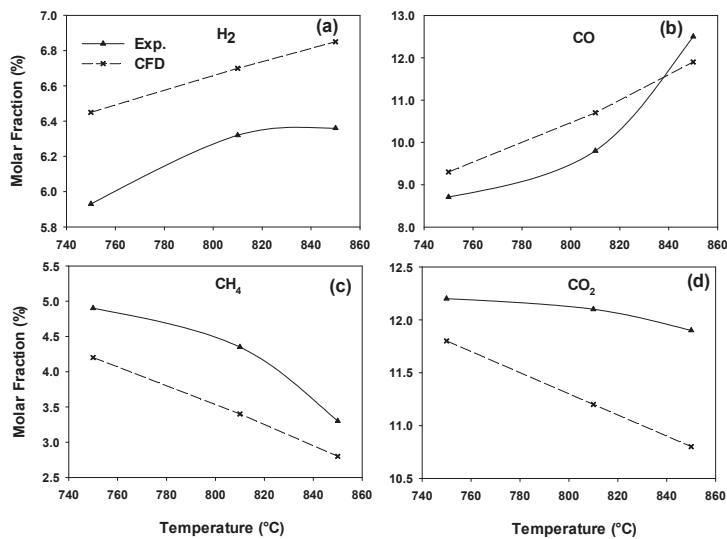 H2
(a)
Exp.
CFD
Molar Fraction (%)
7.0
6.8
6.6
6.4
6.2
6.0
5.8
740 760 780 800 820 840 860
CO
(b)
13.0
12.0
11.0
10.0
9.0
8.0
740 760 780 800 820 840 860
CH4
(c)
Molar Fraction (%)
5.5
5.0
4.5
4.0
3.5
3.0
2.5
740 760 780 800 820 840 860
Temperature (°C)
CO2
(d)
12.5
12.0
11.5
11.0
10.5
740 760 780 800 820 840 860
Temperature (°C)